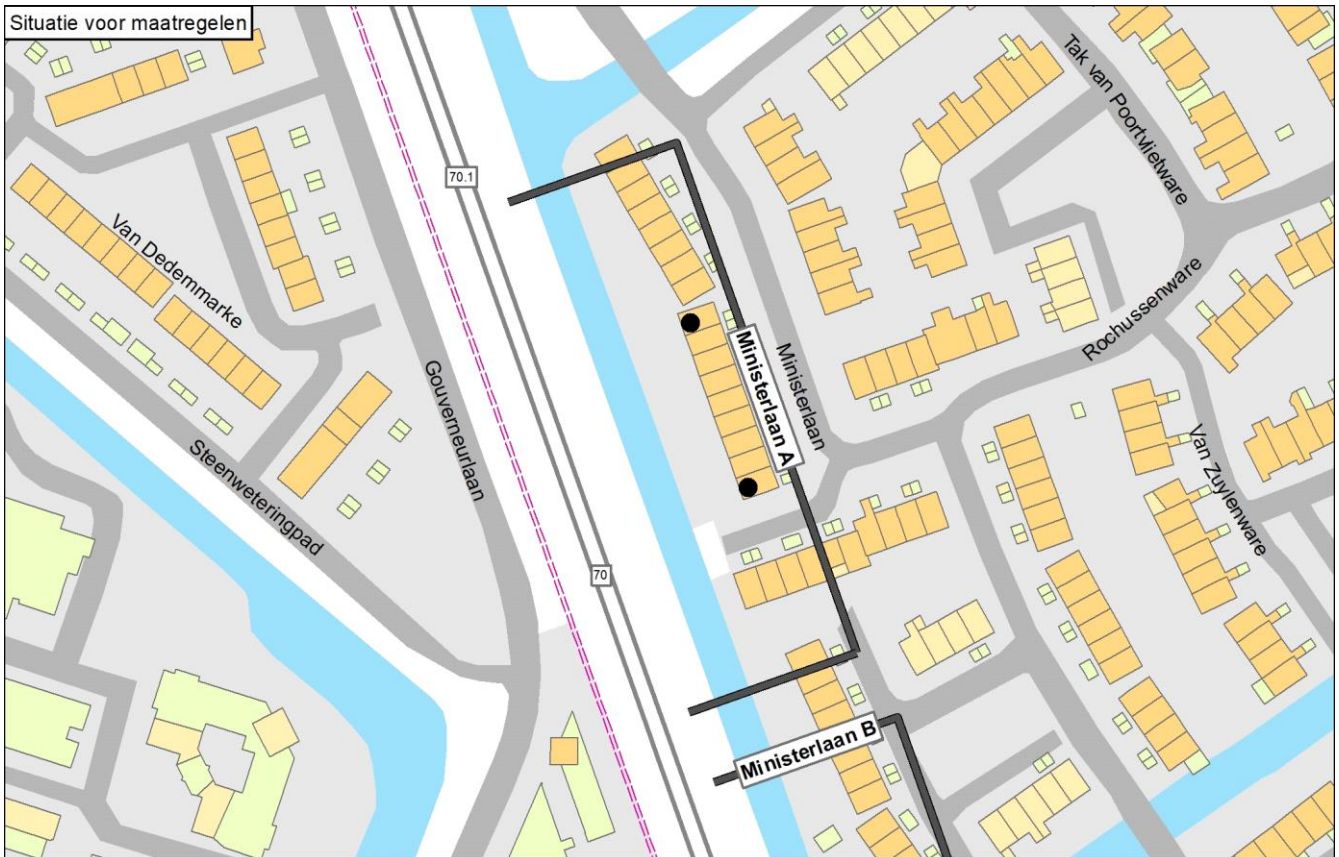 Situatie voor maatregelen
Tak van Poortvlietware
70.1
Van Dedemmarke
Rochussenware
Ministerlaan A
Ministerlaan
Gouverneurlaan
Steenweteringpad
Van Zuylenware
70
Ministerlaan B